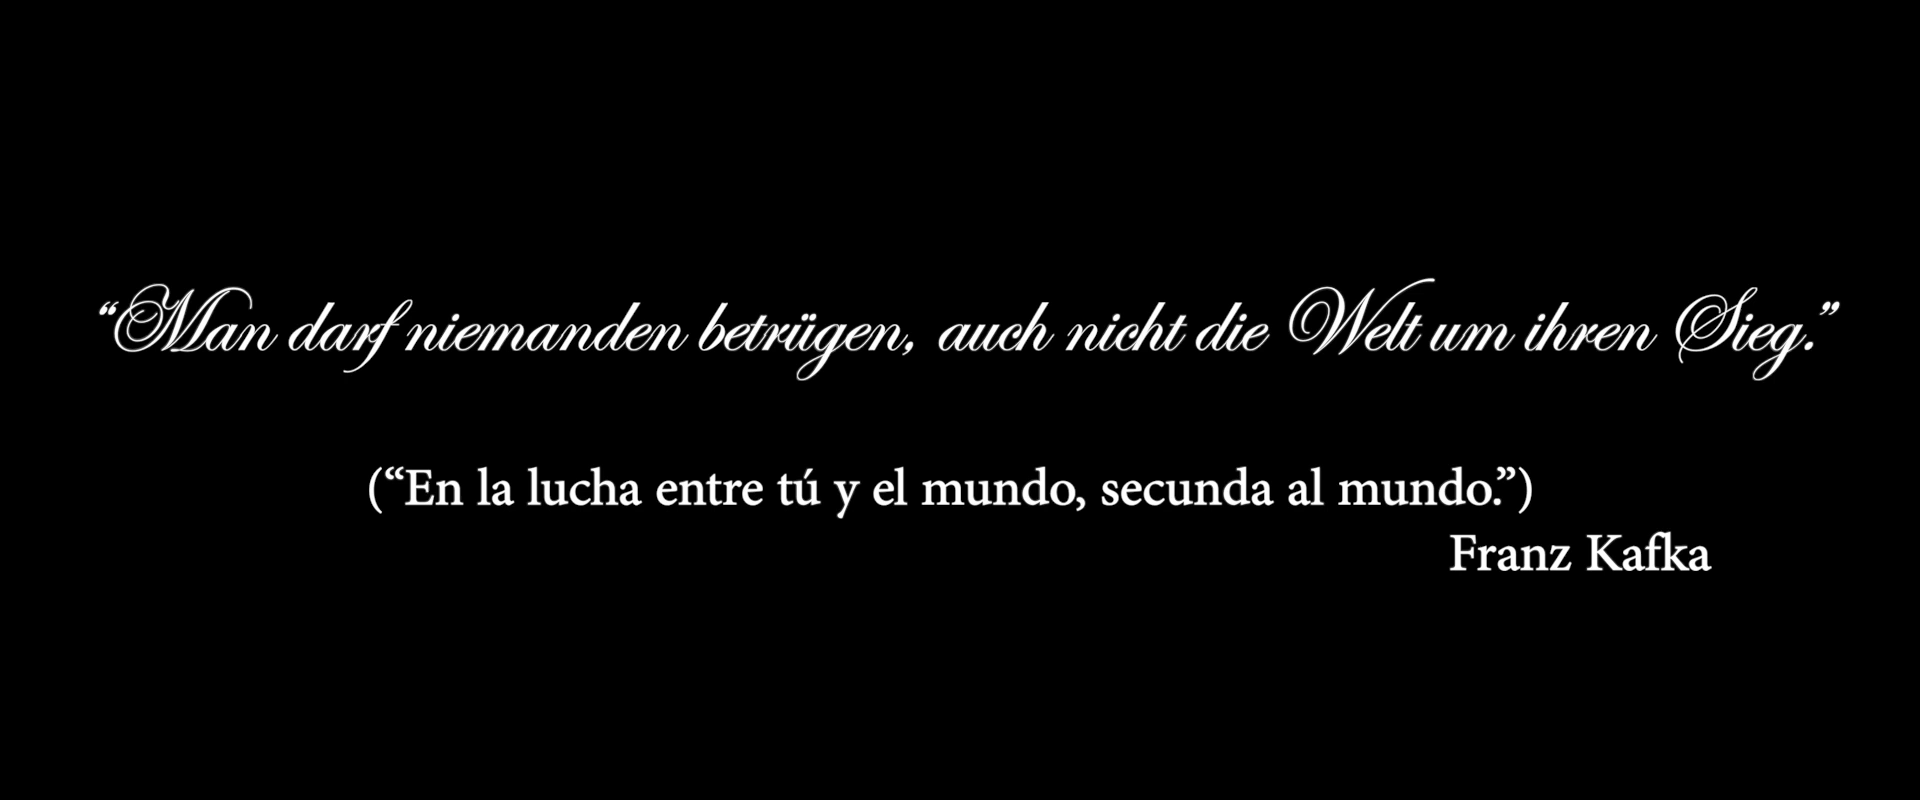 “Man darf niemanden betrügen, auch nicht die Welt um ihren Sieg.”
(“En la lucha entre tú y el mundo, secunda al mundo.”)
Franz Kafka